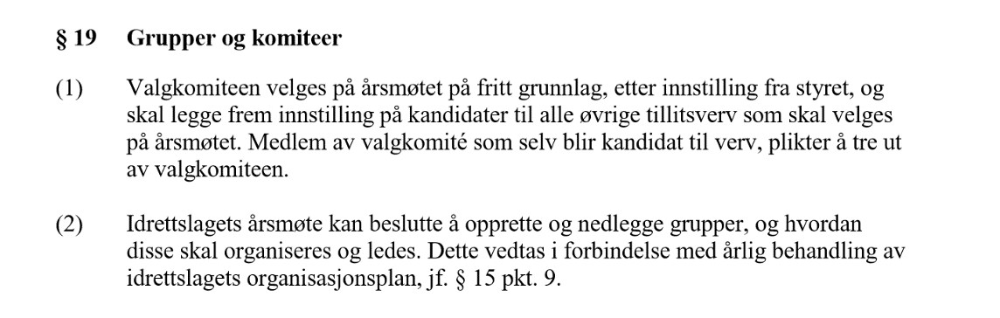 § 19 Grupper og komiteer
(1) Valgkomiteen velges på årsmøtet på fritt grunnlag, etter innstilling fra styret, og
skal legge frem innstilling på kandidater til alle øvrige tillitsverv som skal velges
på årsmøtet. Medlem av valgkomité som selv blir kandidat til verv, plikter å tre ut
av valgkomiteen.
(2) Idrettslagets årsmøte kan beslutte å opprette og nedlegge grupper, og hvordan
disse skal organiseres og ledes. Dette vedtas i forbindelse med årlig behandling av
idrettslagets organisasjonsplan, jf. § 15 pkt. 9.